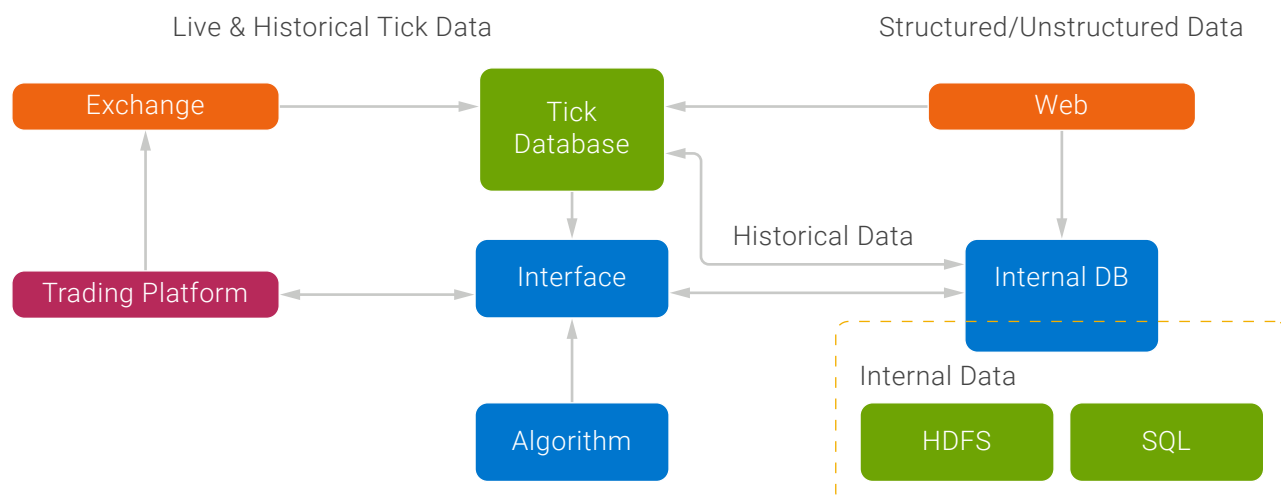 Live & Historical Tick Data
Structured/Unstructured Data
Exchange
Tick
Database
Web
Historical Data
Trading Platform
Interface
Internal DB
Internal Data
Algorithm
HDFS
SQL